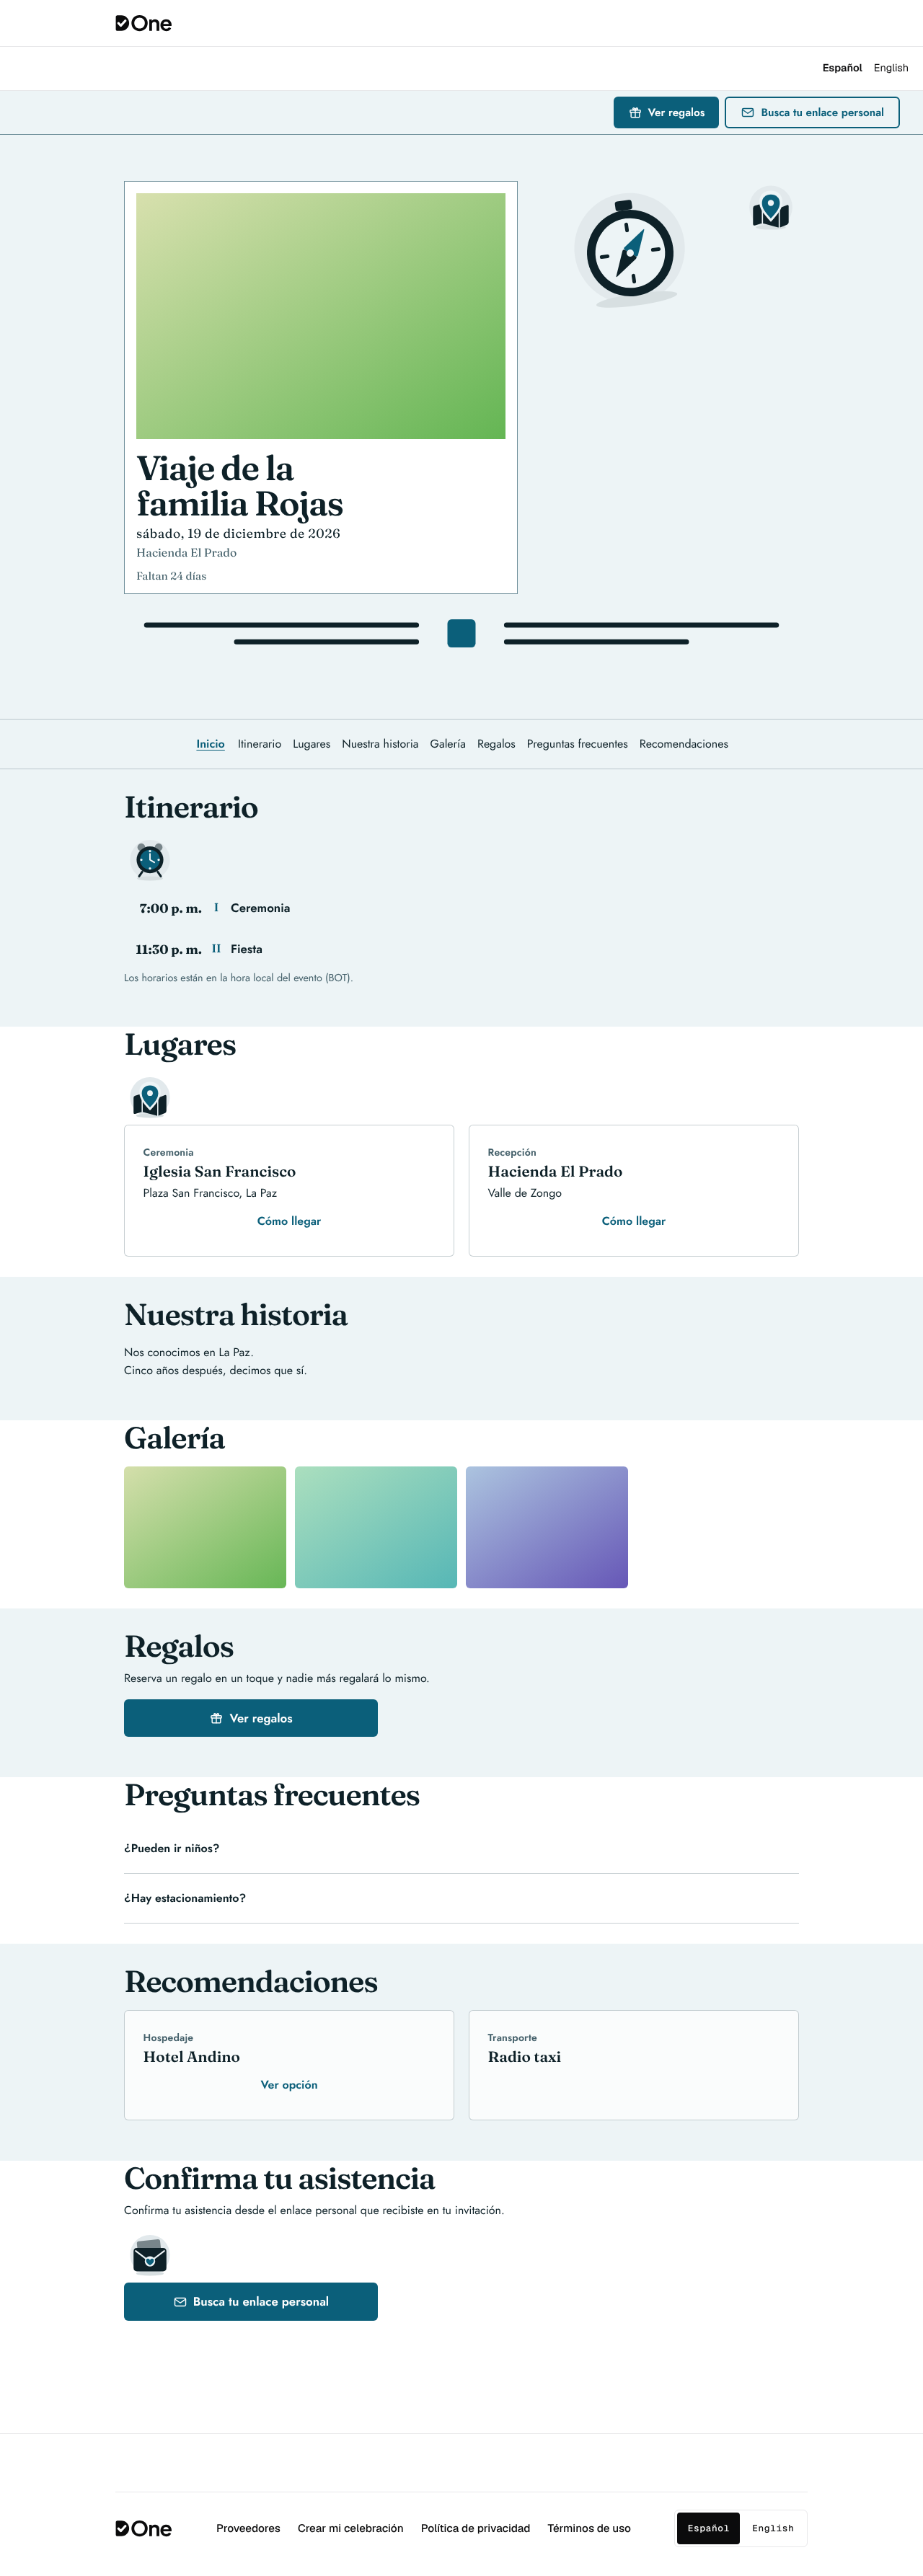 One
Español English
Ver regalos Busca tu enlace personal
Viaje de la
familia Rojas
sábado, 19 de diciembre de 2026
Hacienda El Prado
Faltan 24 días
Inicio Itinerario Lugares Nuestra historia Galería Regalos Preguntas frecuentes Recomendaciones
Itinerario
7:00 p. m. I Ceremonia
11:30 p. m. II Fiesta
Los horarios están en la hora local del evento (BOT).
Lugares
Ceremonia
Iglesia San Francisco
Plaza San Francisco, La Paz
Cómo llegar
Recepción
Hacienda El Prado
Valle de Zongo
Cómo llegar
Nuestra historia
Nos conocimos en La Paz.
Cinco años después, decimos que sí.
Galería
Regalos
Reserva un regalo en un toque y nadie más regalará lo mismo.
Ver regalos
Preguntas frecuentes
¿Pueden ir niños?
¿Hay estacionamiento?
Recomendaciones
Hospedaje
Hotel Andino
Ver opción
Transporte
Radio taxi
Confirma tu asistencia
Confirma tu asistencia desde el enlace personal que recibiste en tu invitación.
Busca tu enlace personal
One
Proveedores Crear mi celebración Política de privacidad Términos de uso
Español English